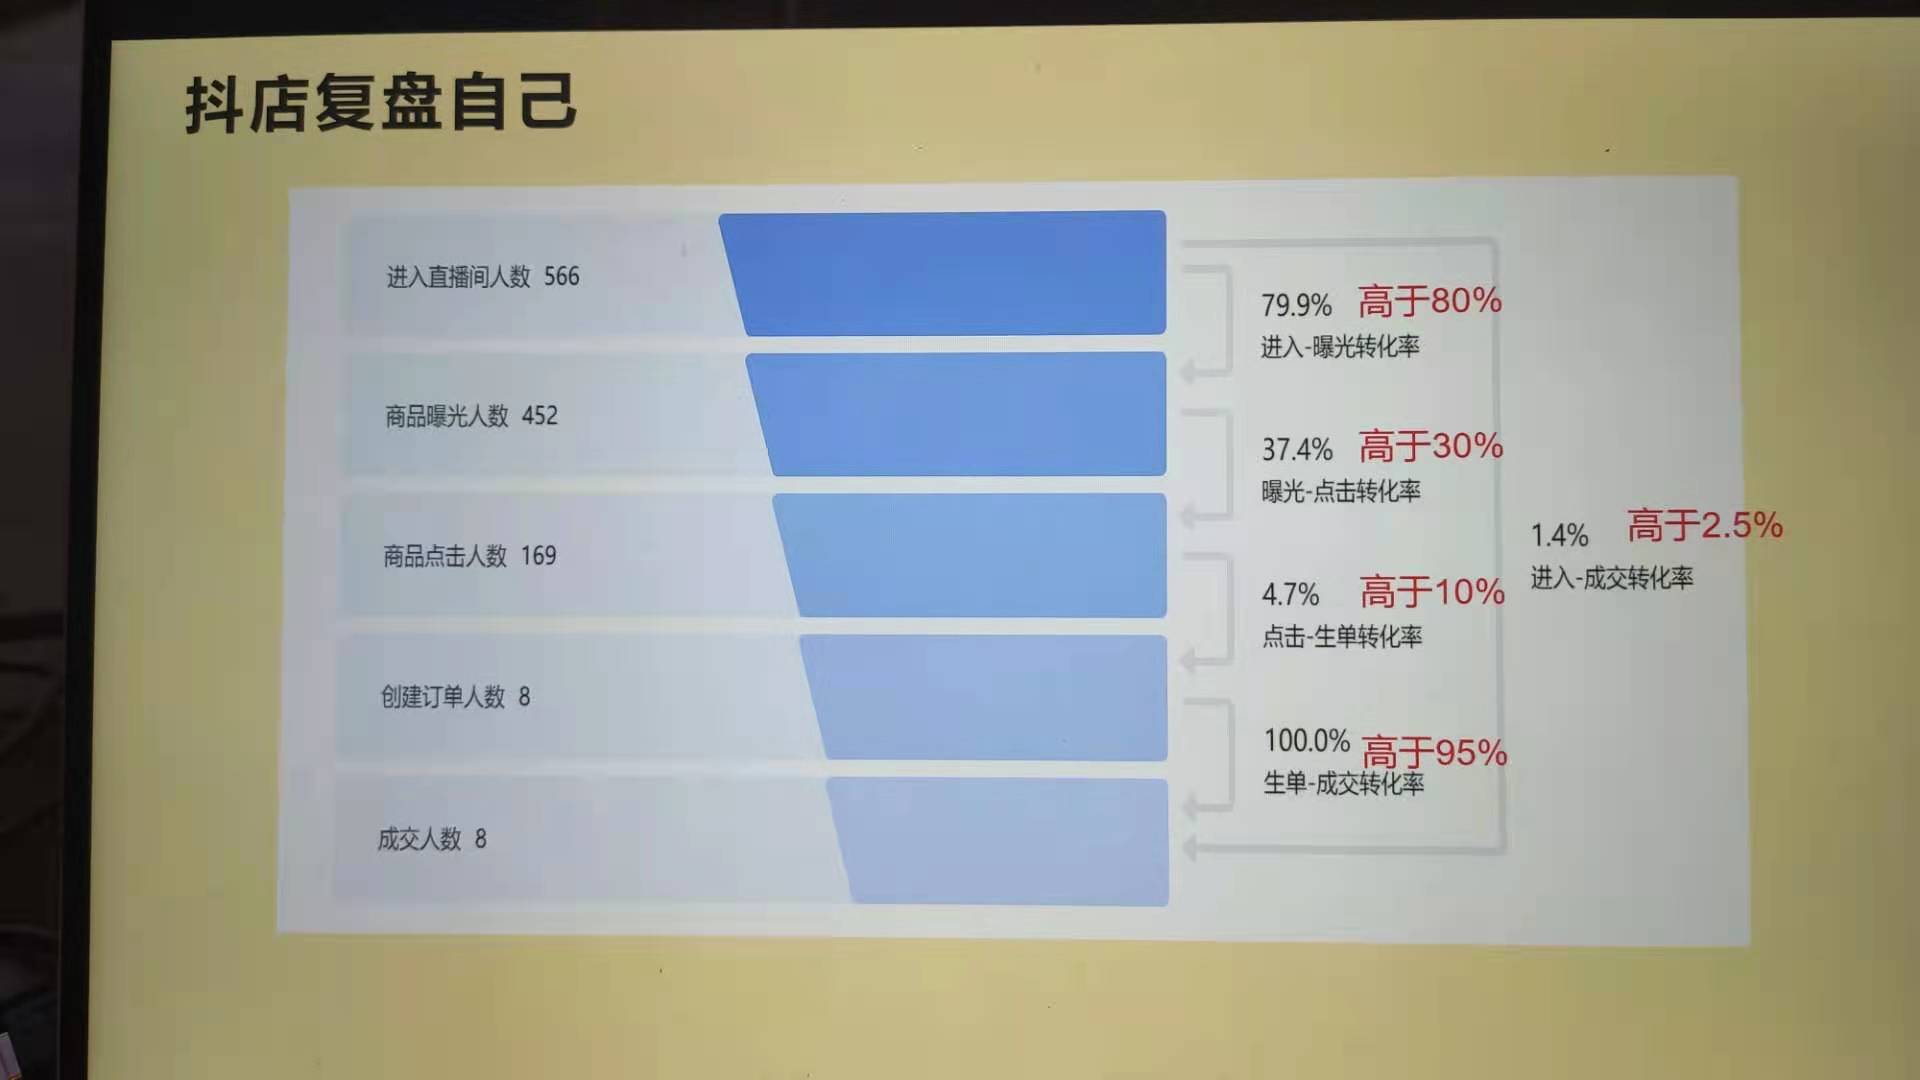 抖店复盘自己
进入直播间人数 566
79.9% 高于80%
进入-曝光转化率
商品曝光人数 452
37.4% 高于30%
曝光-点击转化率
商品点击人数 169
1.4% 高于2.5%
进入-成交转化率
4.7% 高于10%
点击-生单转化率
创建订单人数 8
100.0% 高于95%
生单-成交转化率
成交人数 8